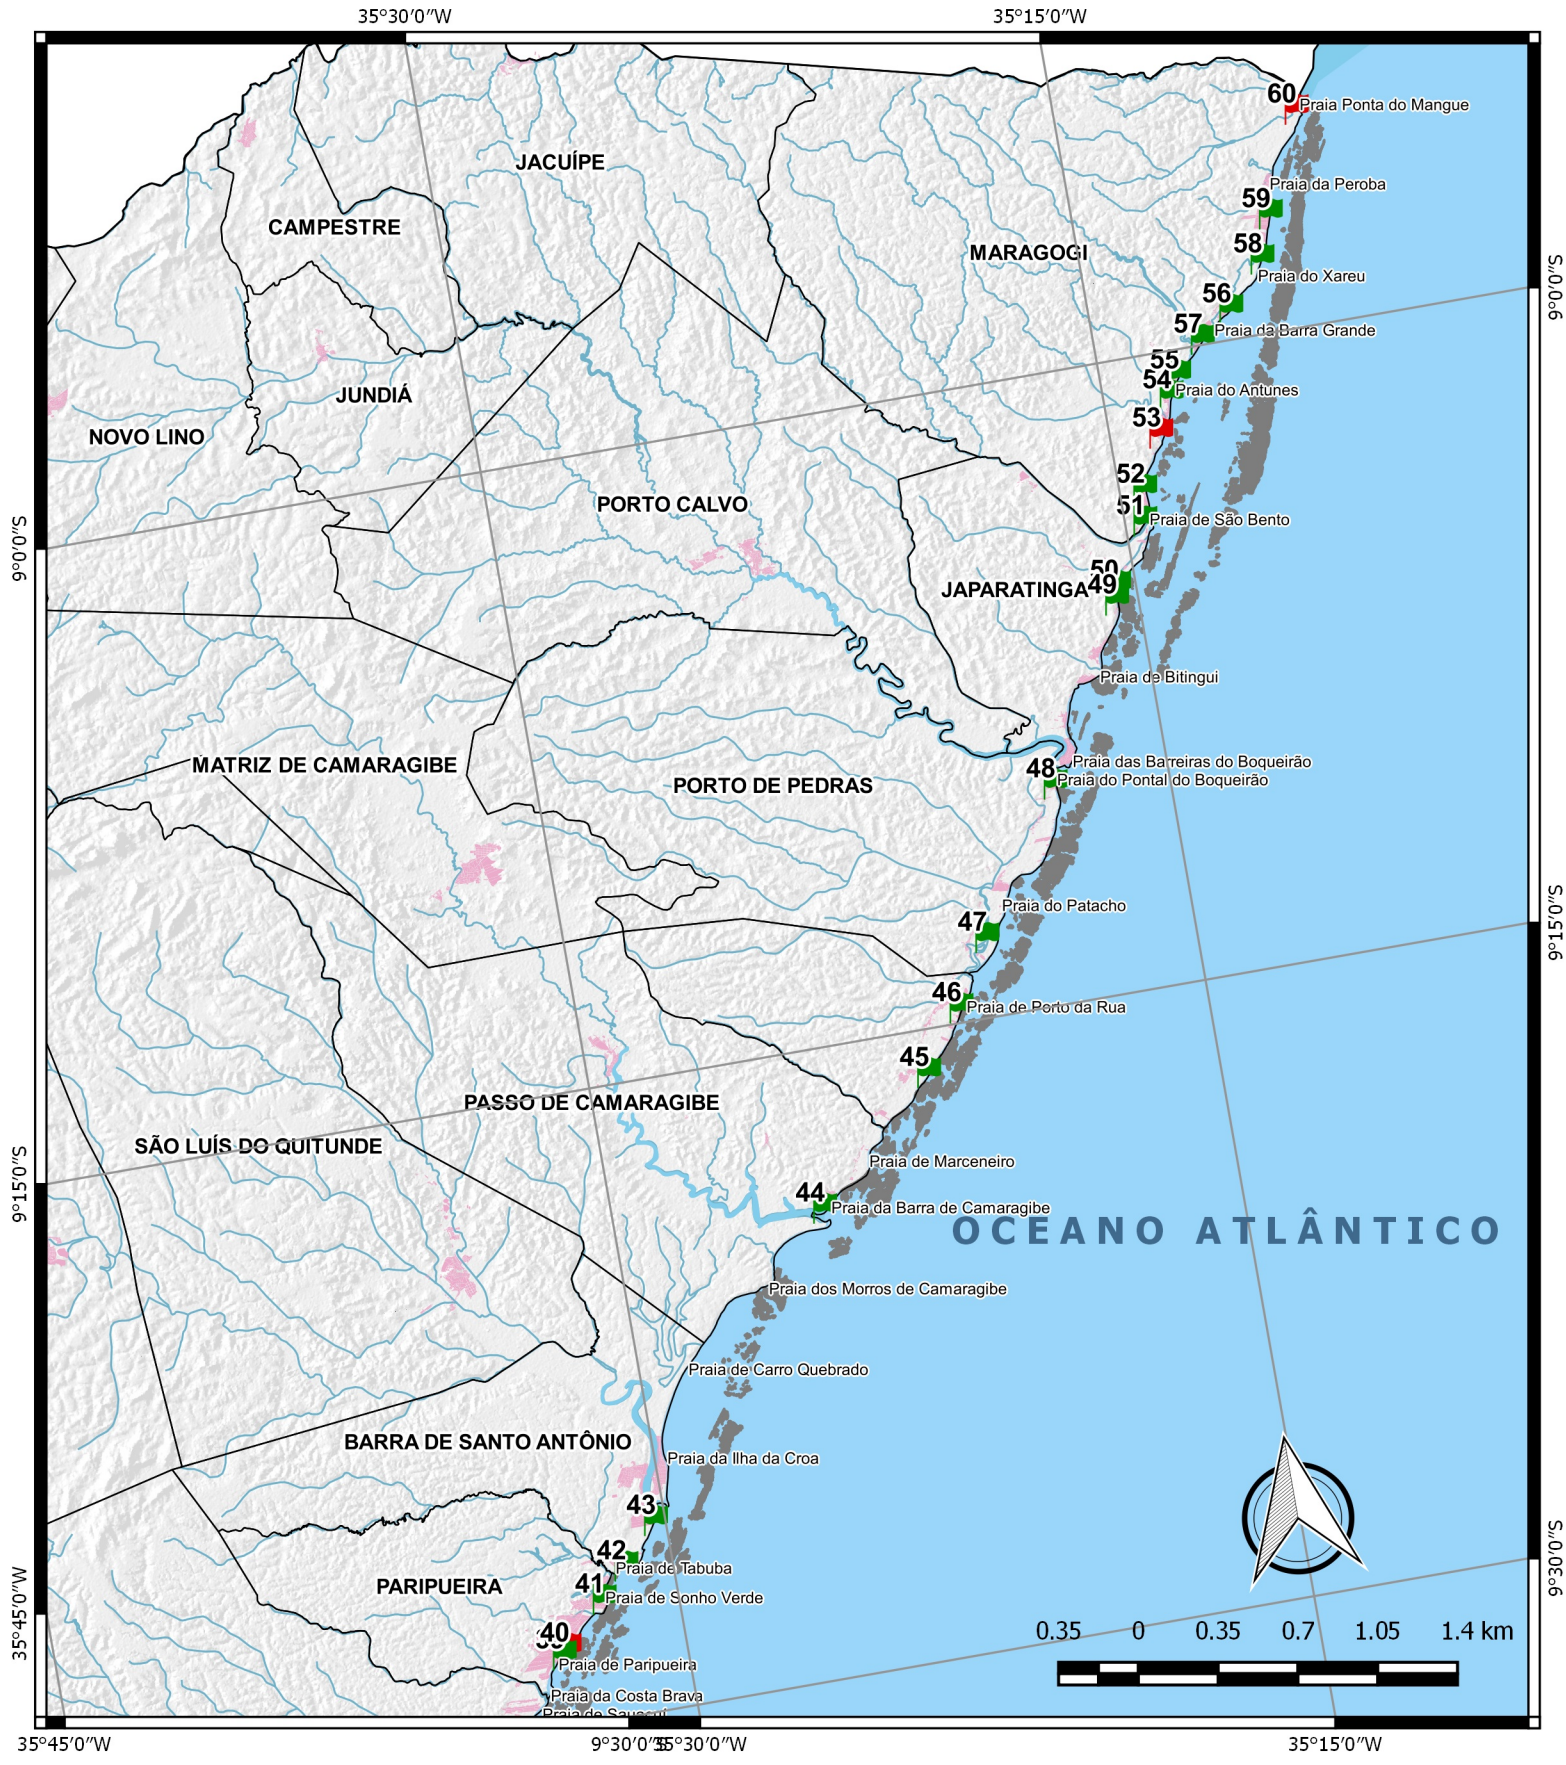 35°30′0″W
35°15′0″W
60
Praia Ponta do Mangue
JACUÍPE
Praia da Peroba
59
CAMPESTRE
58
MARAGOGI
Praia do Xareu
9°0′0″S
56
57
Praia da Barra Grande
55
54
Praia do Antunes
JUNDIÁ
53
NOVO LINO
52
51
PORTO CALVO
Praia de São Bento
9°0′0″S
50
JAPARATINGA
49
Praia de Bitingui
MATRIZ DE CAMARAGIBE
Praia das Barreiras do Boqueirão
48
Praia do Pontal do Boqueirão
PORTO DE PEDRAS
Praia do Patacho
47
9°15′0″S
46
Praia de Porto da Rua
45
PASSO DE CAMARAGIBE
SÃO LUÍS DO QUITUNDE
Praia de Marceneiro
9°15′0″S
44
Praia da Barra de Camaragibe
OCEANO ATLÂNTICO
Praia dos Morros de Camaragibe
Praia de Carro Quebrado
BARRA DE SANTO ANTÔNIO
Praia da Ilha da Croa
43
42
Praia de Tabuba
9°30′0″S
PARIPUEIRA
41
Praia de Sonho Verde
35°45′0″W
40
0.35 0 0.35 0.7 1.05 1.4 km
Praia de Paripueira
Praia da Costa Brava
Praia de Sauaçuí
35°45′0″W
9°30′0″S
35°30′0″W
35°15′0″W